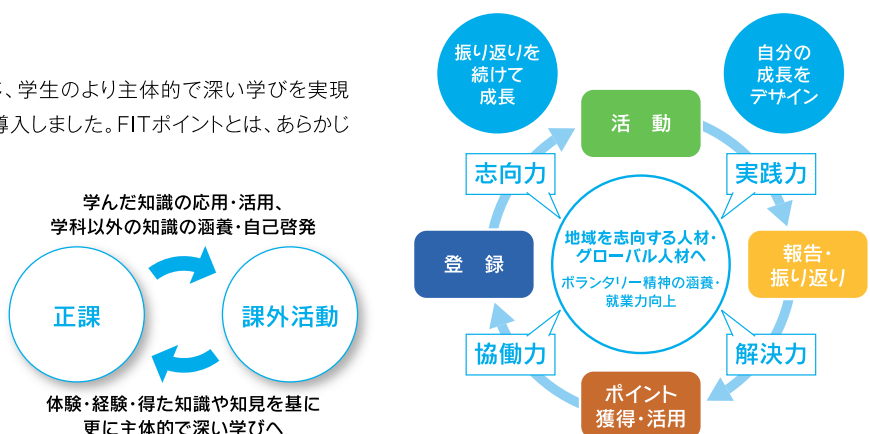 、学生のより主体的で深い学びを実現
導入しました。FITポイントとは、あらかじ
学んだ知識の応用・活用、
学科以外の知識の涵養・自己啓発
正課
課外活動
体験・経験・得た知識や知見を基に
更に主体的で深い学びへ
振り返りを
続けて
成長
自分の
成長を
デザイン
活 動
志向力
実践力
地域を志向する人材・
グローバル人材へ
ボランタリー精神の涵養・
就業力向上
登 録
報告・
振り返り
協働力
解決力
ポイント
獲得・活用